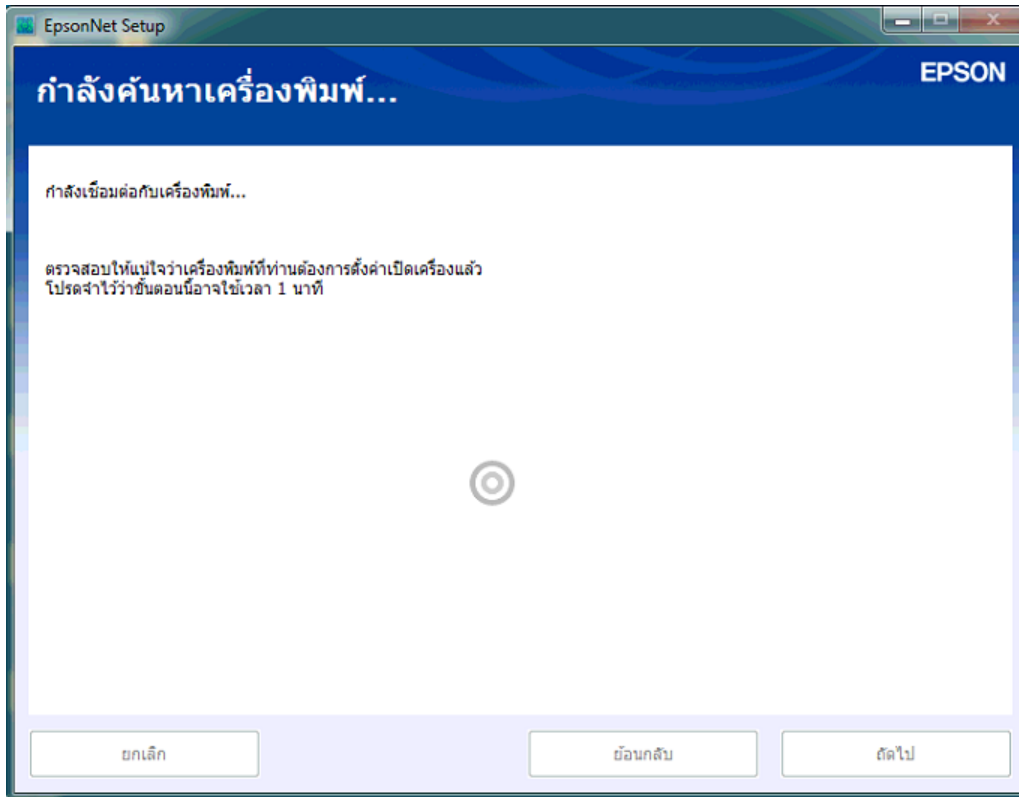 EpsonNet Setup
EPSON
กำลังค้นหาเครื่องพิมพ์...
กำลังเชื่อมต่อกับเครื่องพิมพ์...
ตรวจสอบให้แน่ใจว่าเครื่องพิมพ์ที่ท่านต้องการตั้งค่าเปิดเครื่องแล้ว
โปรดจำไว้ว่าขั้นตอนนี้อาจใช้เวลา 1 นาที
ยกเลิก
ย้อนกลับ
ถัดไป